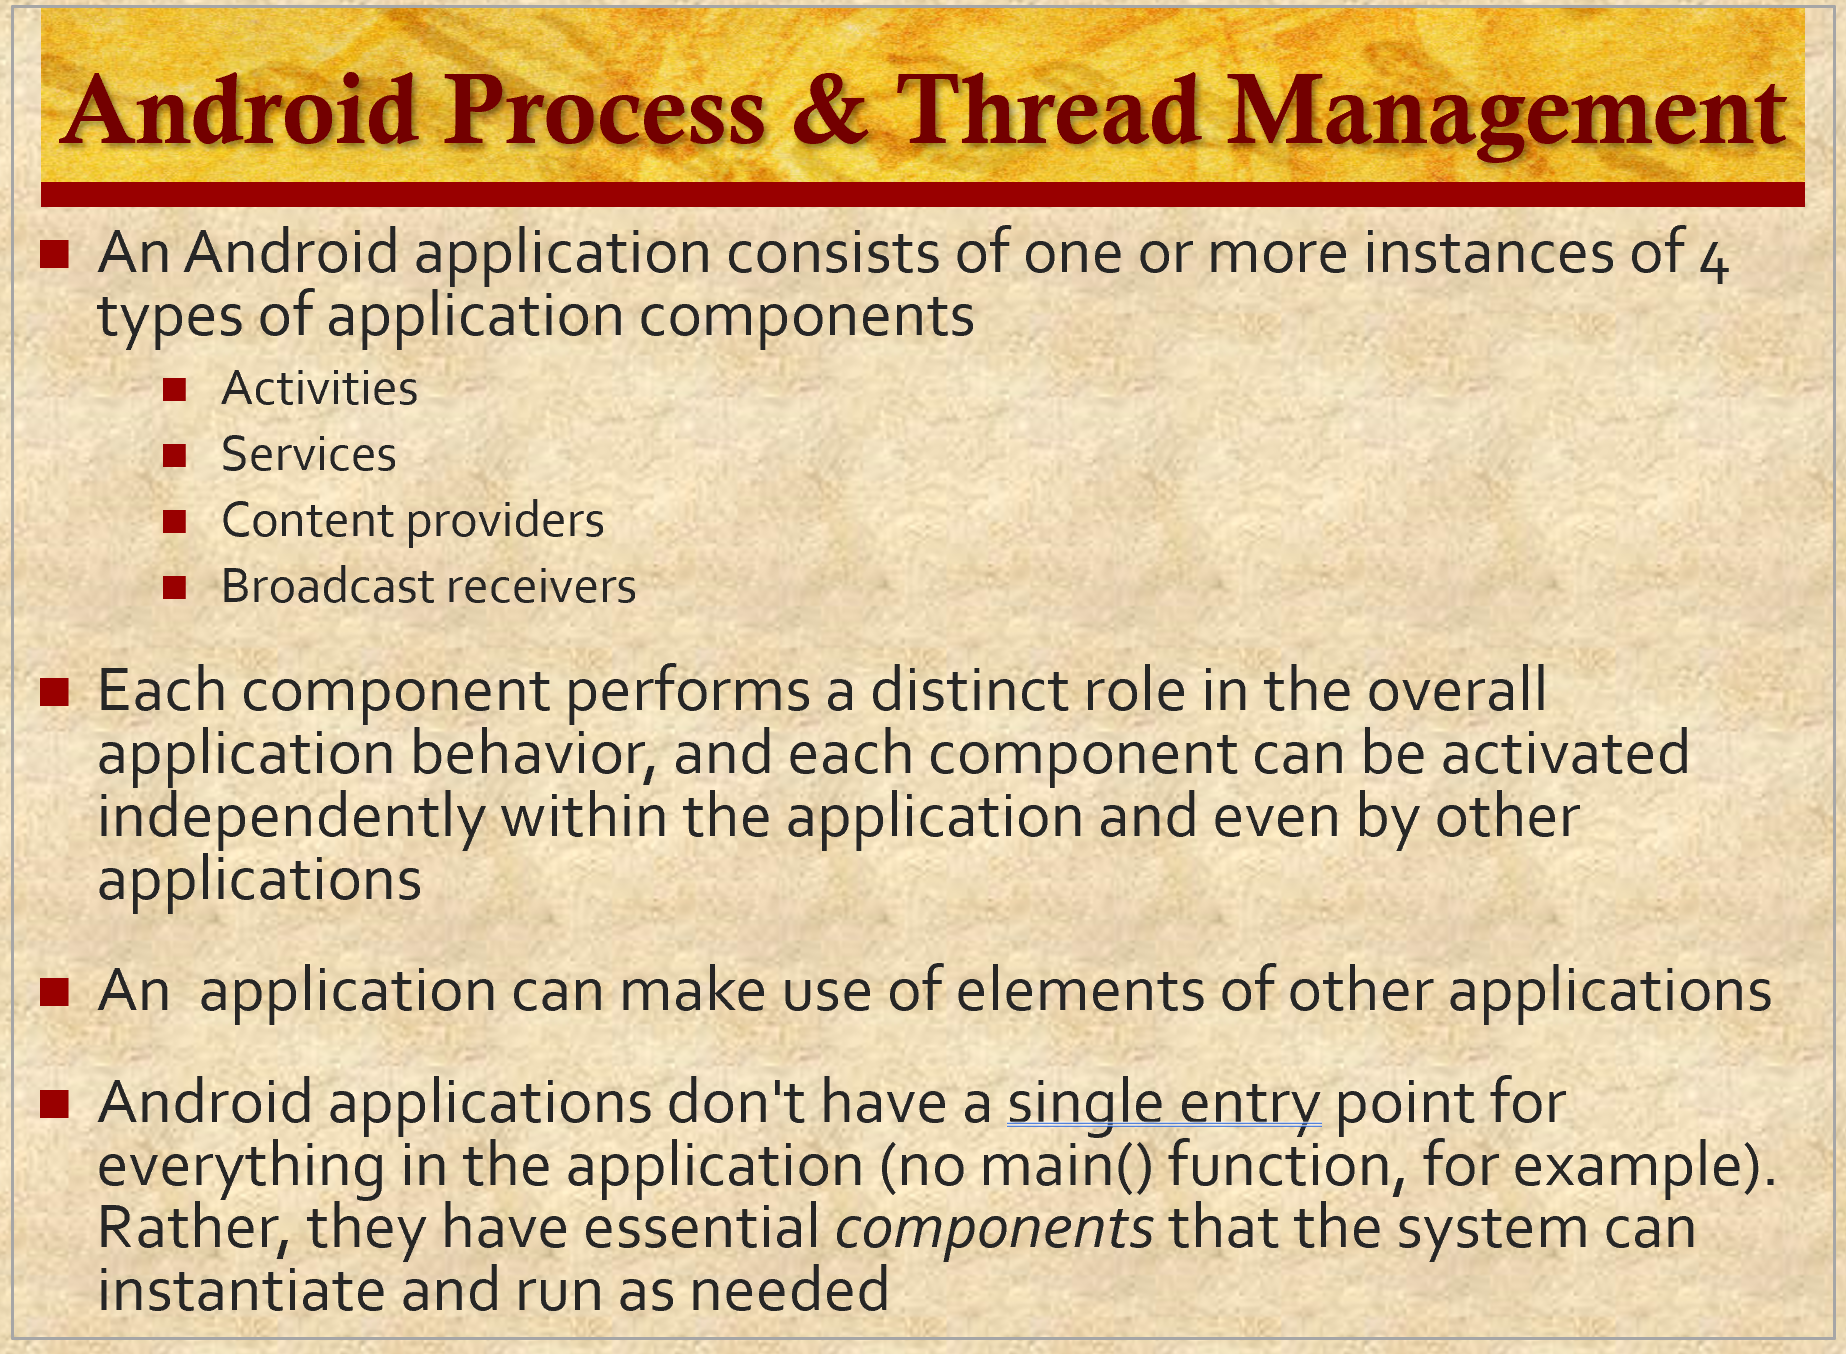 Android Process & Thread Management
An Android application consists of one or more instances of 4
types of application components
Activities
Services
Content providers
Broadcast receivers
Each component performs a distinct role in the overall
application behavior, and each component can be activated
independently within the application and even by other
applications
An  application can make use of elements of other applications
Android applications don't have a single entry point for
everything in the application (no main() function, for example).
Rather, they have essential components that the system can
instantiate and run as needed